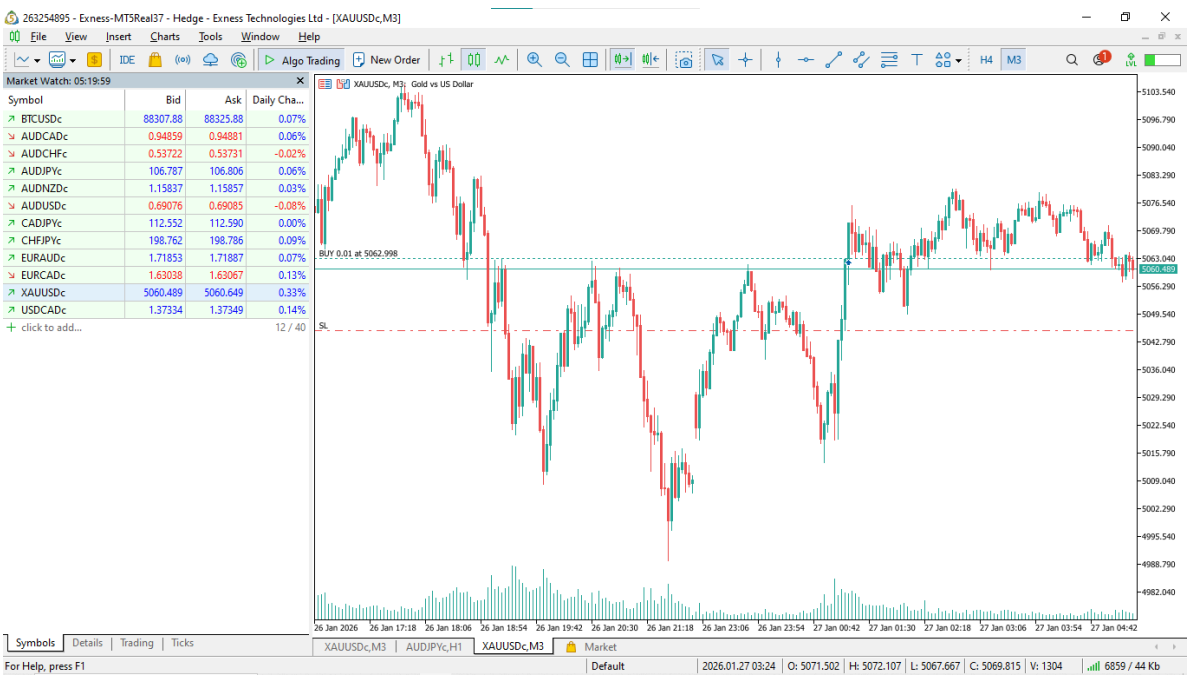 263254895 - Exness-MT5Real37 - Hedge - Exness Technologies Ltd - [XAUUSDc,M3]
File View Insert Charts Tools Window Help
IDE Algo Trading New Order H4 M3 1 LVL
Market Watch: 05:19:59
Symbol Bid Ask Daily Cha...
BTCUSDc 88307.88 88325.88 0.07%
AUDCADc 0.94859 0.94881 0.06%
AUDCHFc 0.53722 0.53731 -0.02%
AUDJPYc 106.787 106.806 0.06%
AUDNZDc 1.15837 1.15857 0.03%
AUDUSDc 0.69076 0.69085 -0.08%
CADJPYc 112.552 112.590 0.00%
CHFJPYc 198.762 198.786 0.09%
EURAUDc 1.71853 1.71887 0.07%
EURCADc 1.63038 1.63067 0.13%
XAUUSDc 5060.489 5060.649 0.33%
USDCADc 1.37334 1.37349 0.14%
click to add... 12 / 40
XAUUSDc, M3: Gold vs US Dollar
BUY 0.01 at 5062.998
SL
5103.540
5096.790
5090.040
5083.290
5076.540
5069.790
5063.040
5060.489
5056.290
5049.540
5042.790
5036.040
5029.290
5022.540
5015.790
5009.040
5002.290
4995.540
4988.790
4982.040
26 Jan 2026 26 Jan 17:18 26 Jan 18:06 26 Jan 18:54 26 Jan 19:42 26 Jan 20:30 26 Jan 21:18 26 Jan 23:06 26 Jan 23:54 27 Jan 00:42 27 Jan 01:30 27 Jan 02:18 27 Jan 03:06 27 Jan 03:54 27 Jan 04:42
Symbols Details Trading Ticks
XAUUSDc,M3 AUDJPYc,H1 XAUUSDc,M3 Market
For Help, press F1 Default 2026.01.27 03:24 O: 5071.502 H: 5072.107 L: 5067.667 C: 5069.815 V: 1304 6859 / 44 Kb